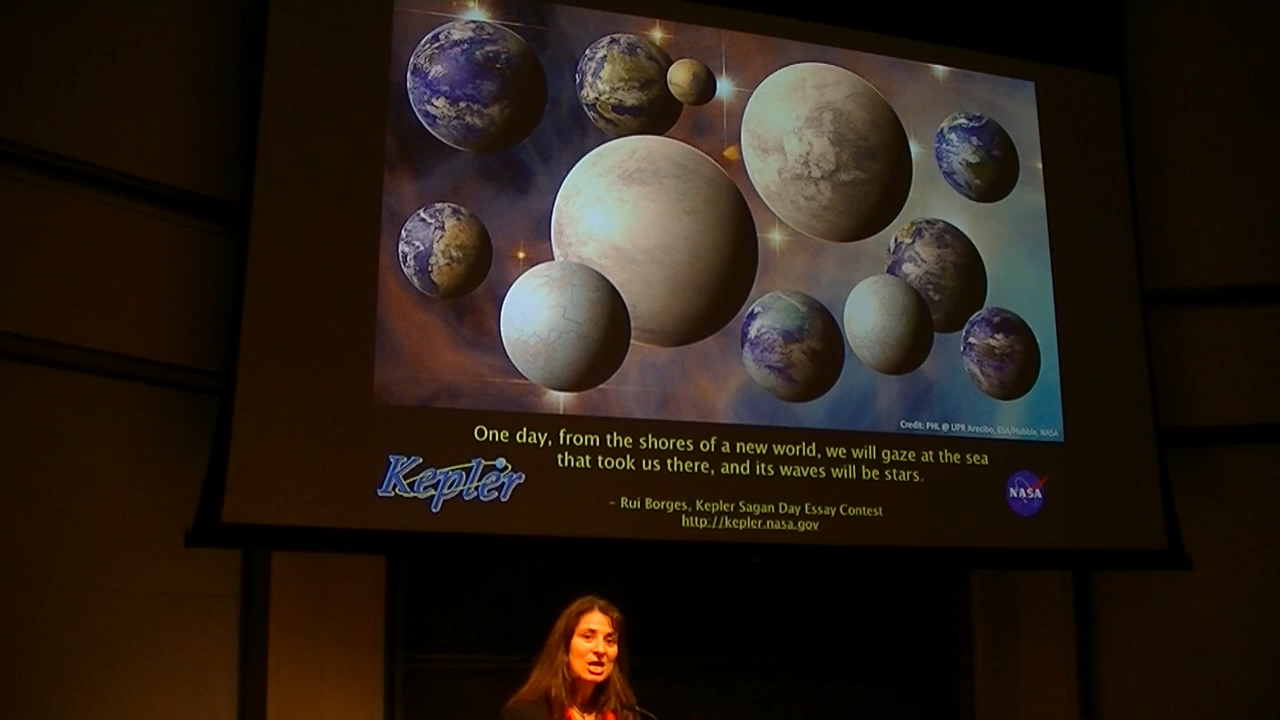 Credit: PHL @ UPR Arecibo, ESA/Hubble, NASA
One day, from the shores of a new world, we will gaze at the sea
that took us there, and its waves will be stars.
Kepler
NASA
– Rui Borges, Kepler Sagan Day Essay Contest
http://kepler.nasa.gov